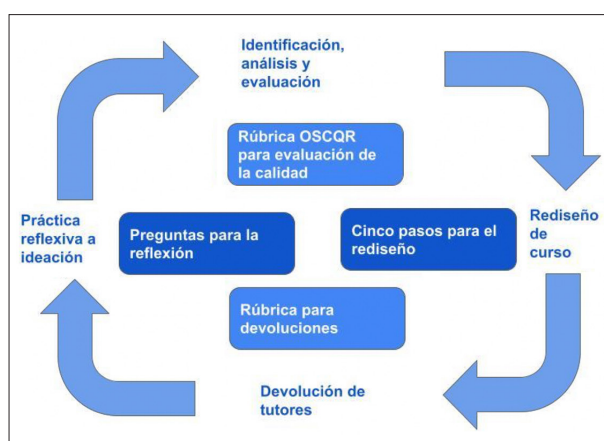 Identificación,
análisis y
evaluación
Rúbrica OSCQR
para evaluación de
la calidad
Práctica
reflexiva a
ideación
Preguntas para la
reflexión
Cinco pasos para el
rediseño
Rediseño
de
curso
Rúbrica para
devoluciones
Devolución de
tutores